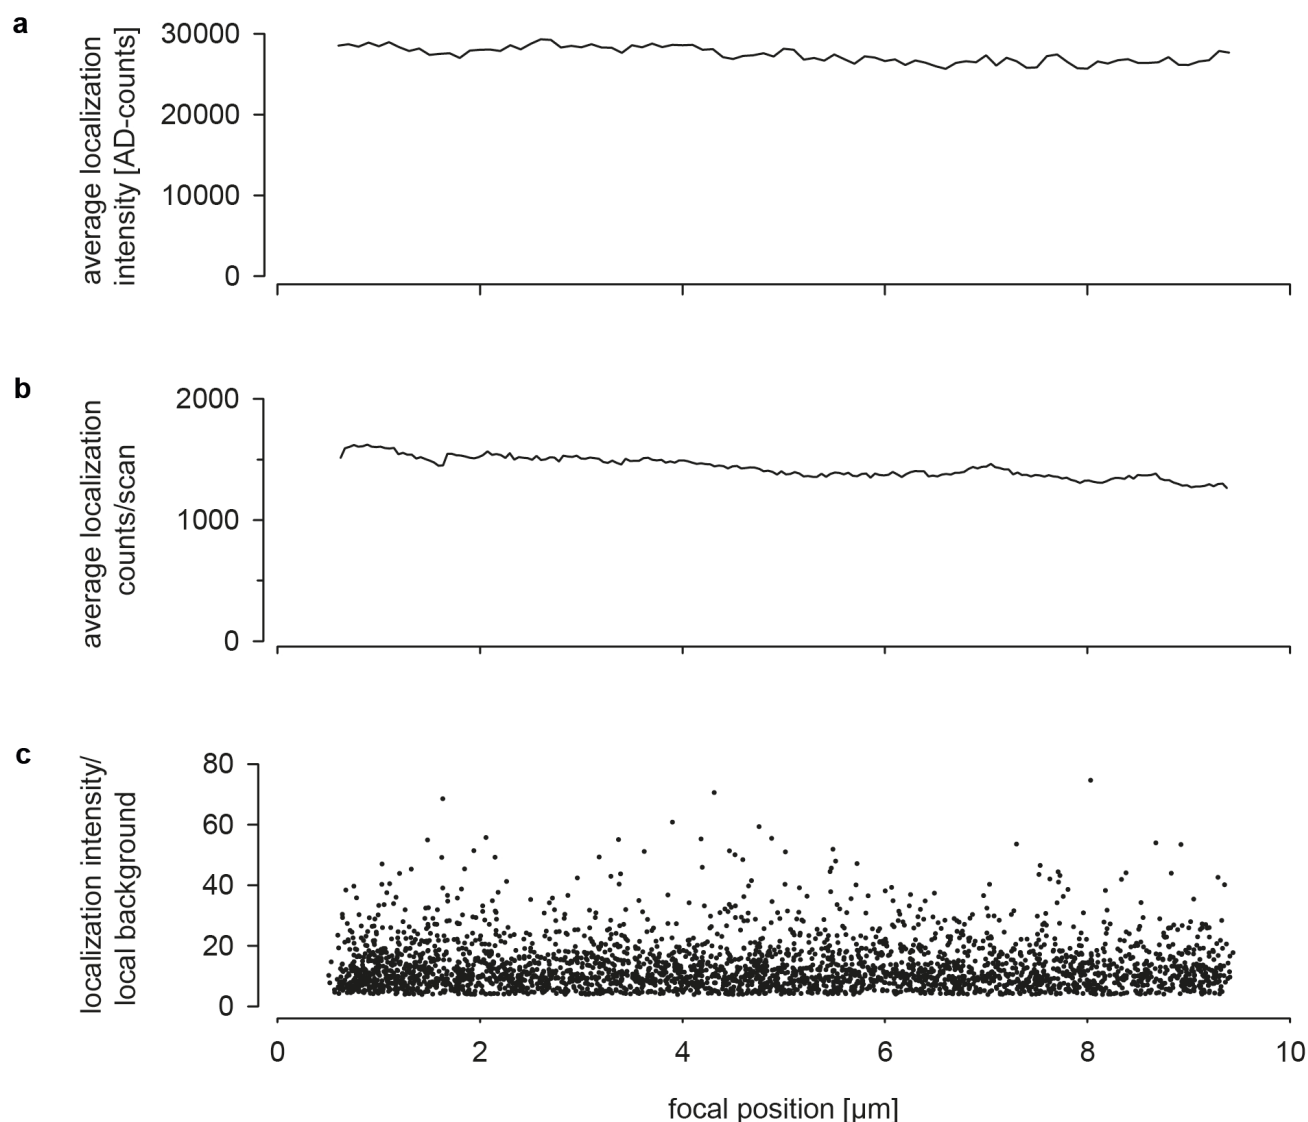 a
average localization
intensity [AD-counts]
30000
20000
10000
0
b
average localization
counts/scan
2000
1000
0
c
localization intensity/
local background
80
60
40
20
0
0 2 4 6 8 10
focal position [µm]